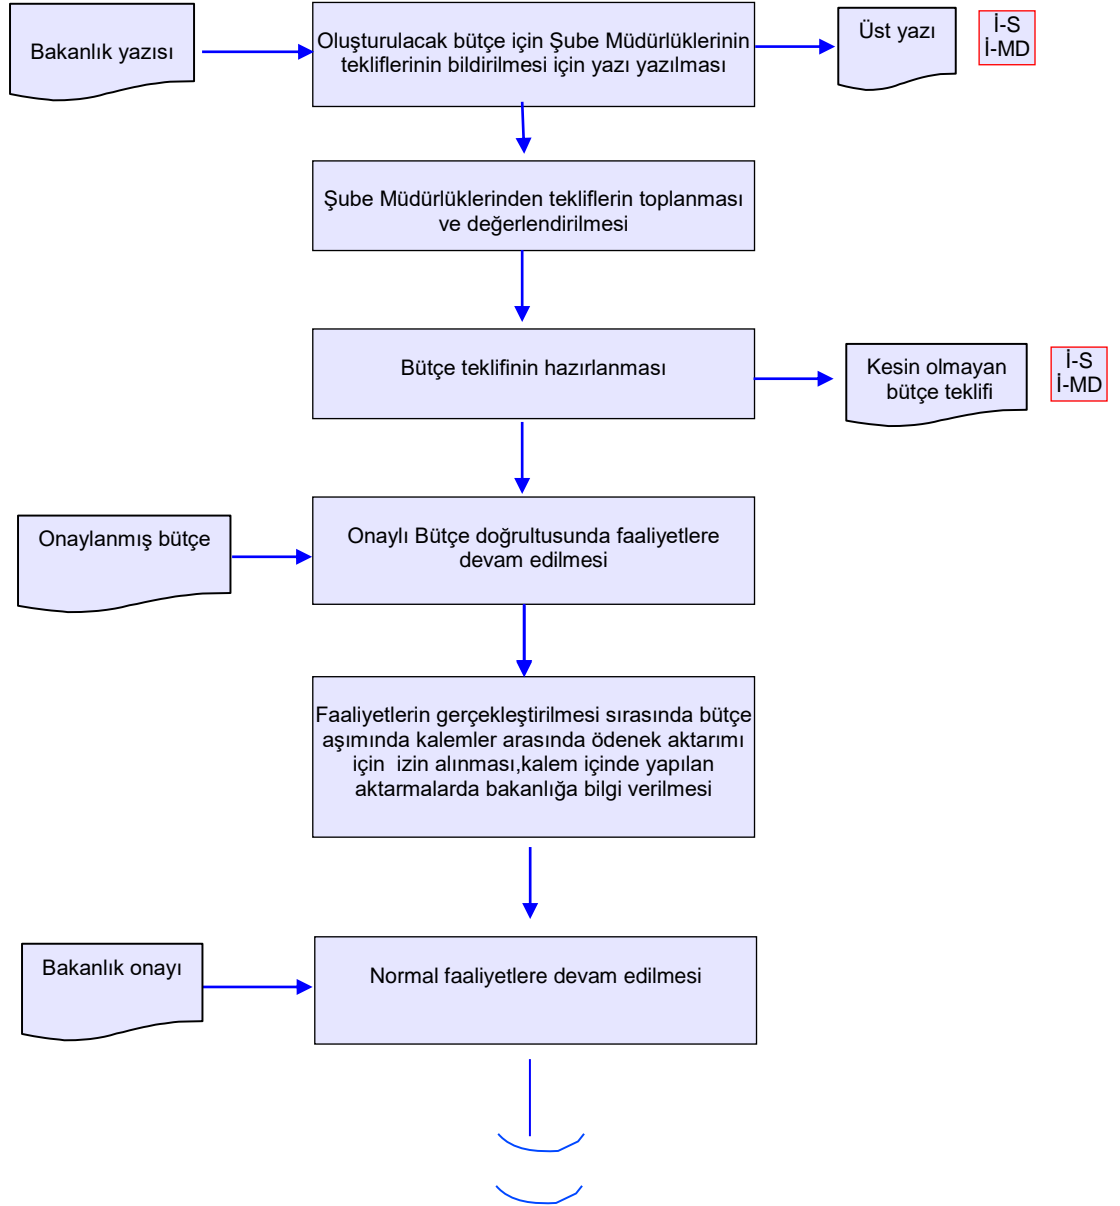 Bakanlık yazısı
Oluşturulacak bütçe için Şube Müdürlüklerinin
tekliflerinin bildirilmesi için yazı yazılması
Üst yazı
İ-S
İ-MD
Şube Müdürlüklerinden tekliflerin toplanması
ve değerlendirilmesi
Bütçe teklifinin hazırlanması
Kesin olmayan
bütçe teklifi
İ-S
İ-MD
Onaylanmış bütçe
Onaylı Bütçe doğrultusunda faaliyetlere
devam edilmesi
Faaliyetlerin gerçekleştirilmesi sırasında bütçe
aşımında kalemler arasında ödenek aktarımı
için  izin alınması,kalem içinde yapılan
aktarmalarda bakanlığa bilgi verilmesi
Bakanlık onayı
Normal faaliyetlere devam edilmesi